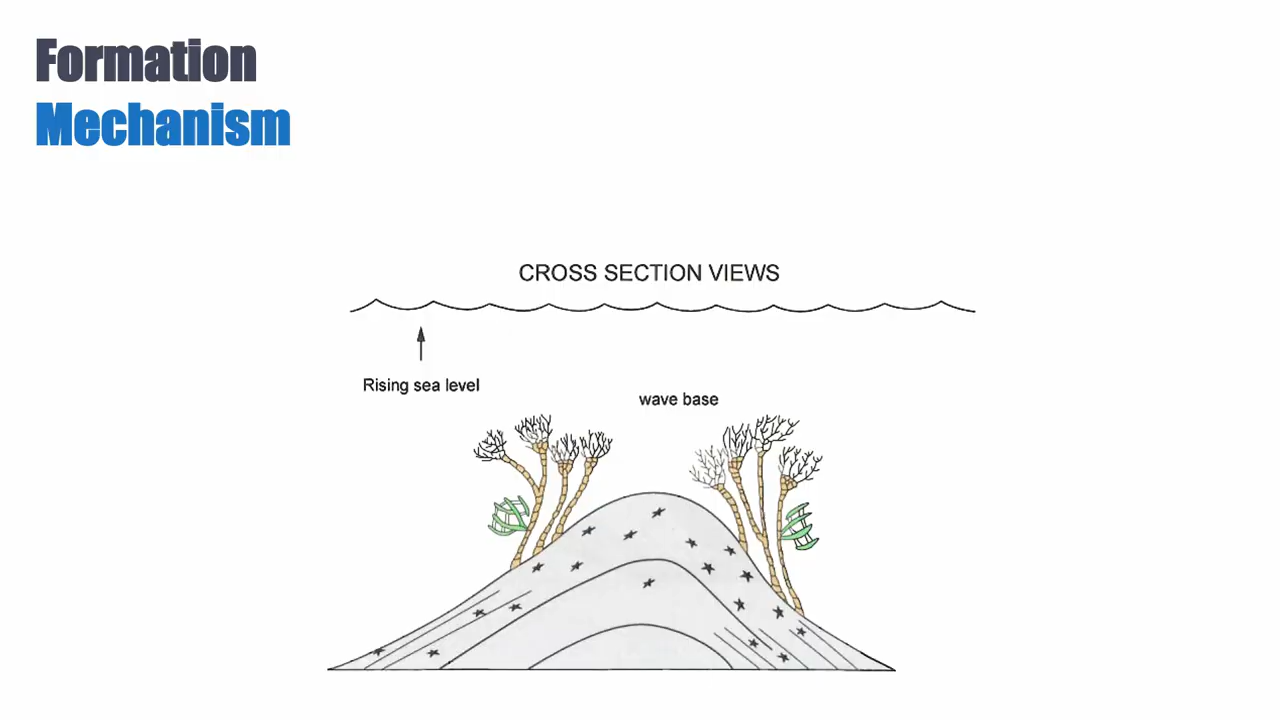 Formation
Mechanism
CROSS SECTION VIEWS
Rising sea level
wave base